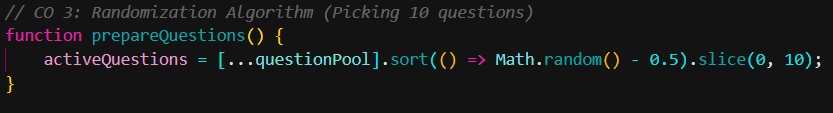 // CO 3: Randomization Algorithm (Picking 10 questions)
function prepareQuestions() {
    activeQuestions = [...questionPool].sort(() => Math.random() - 0.5).slice(0, 10);
}